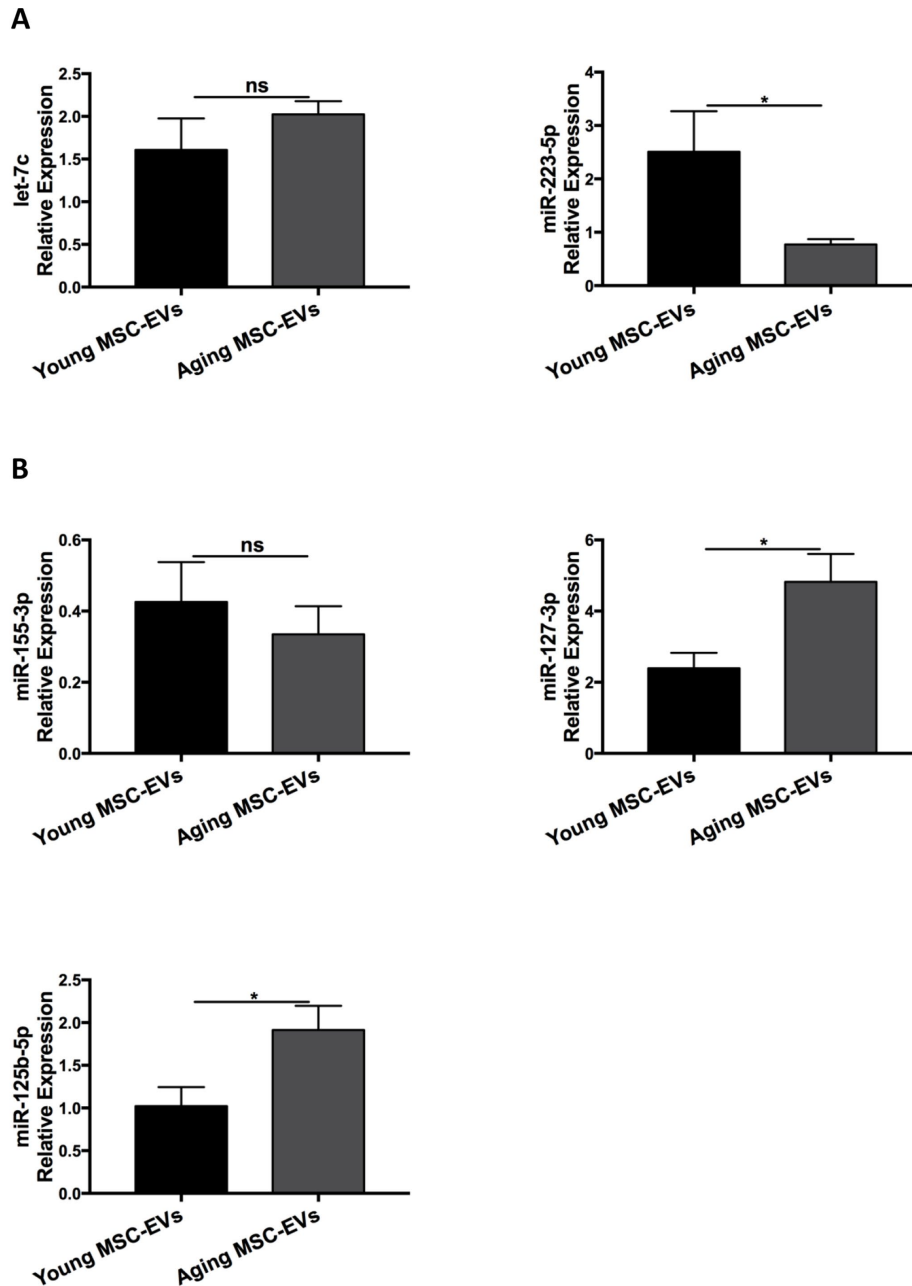 A
let-7c
Relative Expression
2.5
2.0
1.5
1.0
0.5
0.0
ns
Young MSC-EVs
Aging MSC-EVs
miR-223-5p
Relative Expression
4
3
2
1
0
*
Young MSC-EVs
Aging MSC-EVs
B
miR-155-3p
Relative Expression
0.6
0.4
0.2
0.0
ns
Young MSC-EVs
Aging MSC-EVs
miR-127-3p
Relative Expression
6
4
2
0
*
Young MSC-EVs
Aging MSC-EVs
miR-125b-5p
Relative Expression
2.5
2.0
1.5
1.0
0.5
0.0
*
Young MSC-EVs
Aging MSC-EVs